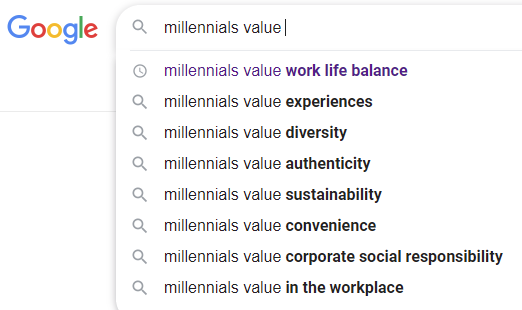 Google
millennials value
millennials value work life balance
millennials value experiences
millennials value diversity
millennials value authenticity
millennials value sustainability
millennials value convenience
millennials value corporate social responsibility
millennials value in the workplace